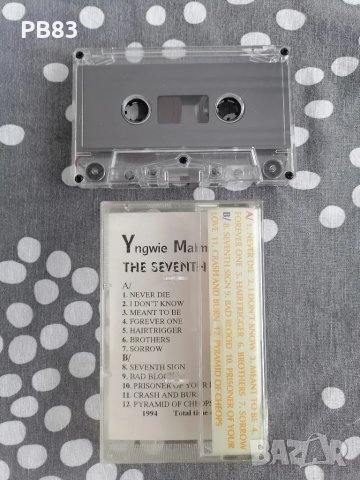 PB83
Yngwie Malm
THE SEVENTH
A/
1. NEVER DIE
2. I DON'T KNOW
3. MEANT TO BE
4. FOREVER ONE
5. HAIRTRIGGER
6. BROTHERS
7. SORROW
B/
8. SEVENTH SIGN
9. BAD BLOO
10. PRISONER OF YOUR
11. CRASH AND BUR
12. PYRAMID OF CHEOPS
1994 Total time
A/ 1. NEVER DIE 2. I DON'T KNOW 3. MEANT TO BE 4.
FOREVER ONE 5. HAIRTRIGGER 6. BROTHERS 7. SORROW
B/ 8. SEVENTH SIGN 9. BAD BLOOD 10. PRISONER OF YOUR
LOVE 11. CRASH AND BURN 12. PYRAMID OF CHEOPS
BAZAR